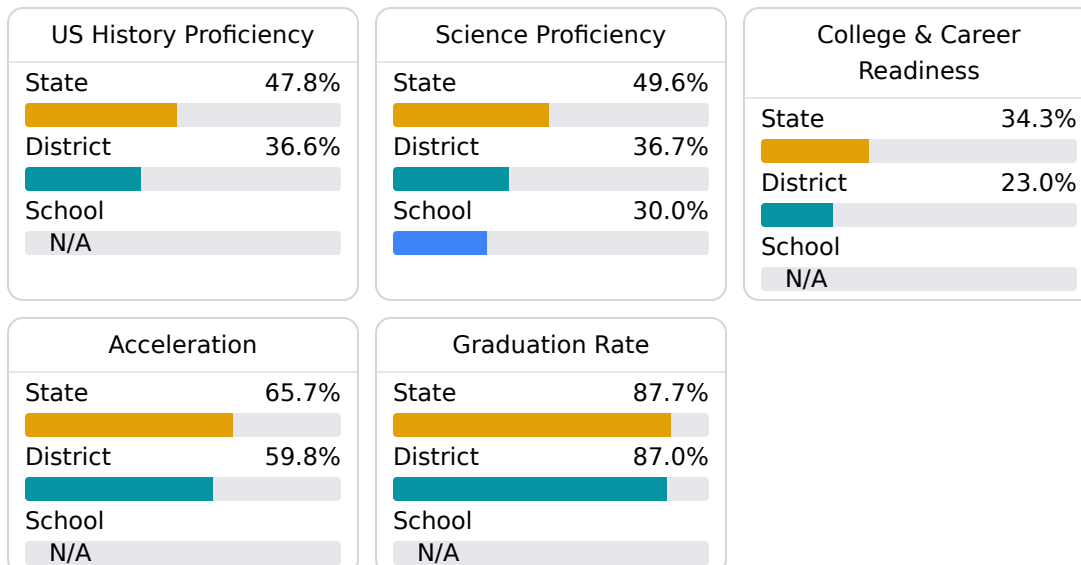 US History Proficiency
State 47.8%
District 36.6%
School
N/A
Science Proficiency
State 49.6%
District 36.7%
School 30.0%
College & Career
Readiness
State 34.3%
District 23.0%
School
N/A
Acceleration
State 65.7%
District 59.8%
School
N/A
Graduation Rate
State 87.7%
District 87.0%
School
N/A